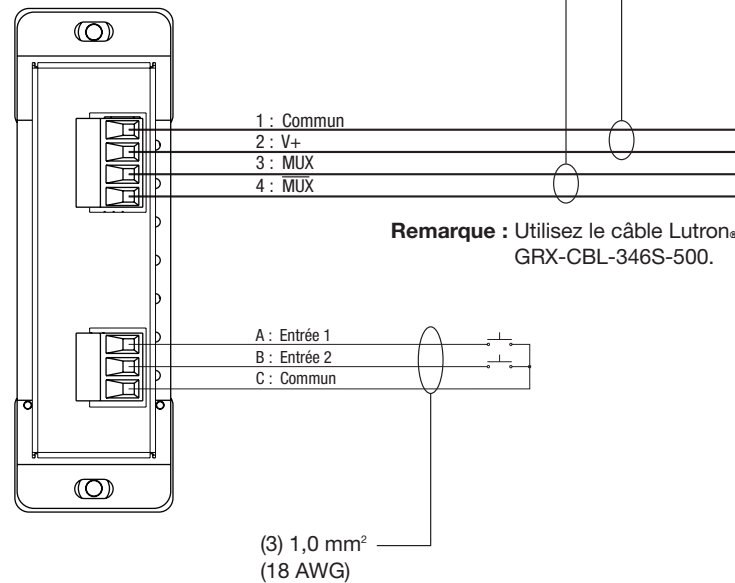 1 : Commun
2 : V+
3 : MUX
4 : M̅U̅X̅
Remarque : Utilisez le câble Lutron®
GRX-CBL-346S-500.
A : Entrée 1
B : Entrée 2
C : Commun
(3) 1,0 mm²
(18 AWG)